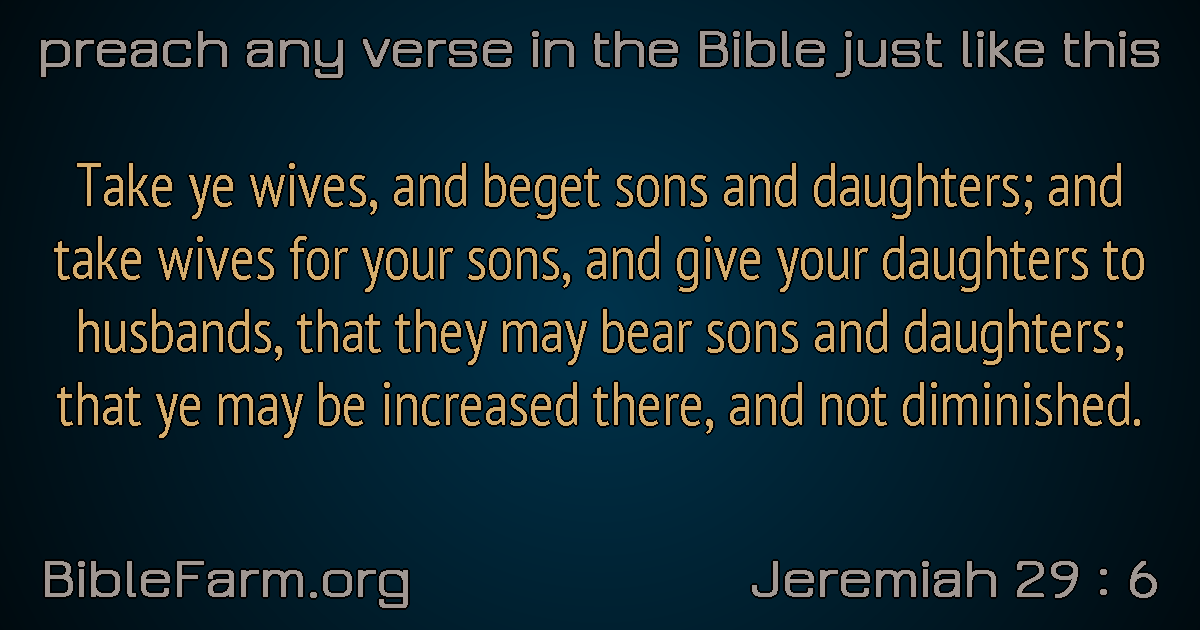 preach any verse in the Bible just like this
Take ye wives, and beget sons and daughters; and
take wives for your sons, and give your daughters to
husbands, that they may bear sons and daughters;
that ye may be increased there, and not diminished.
BibleFarm.org
Jeremiah 29 : 6